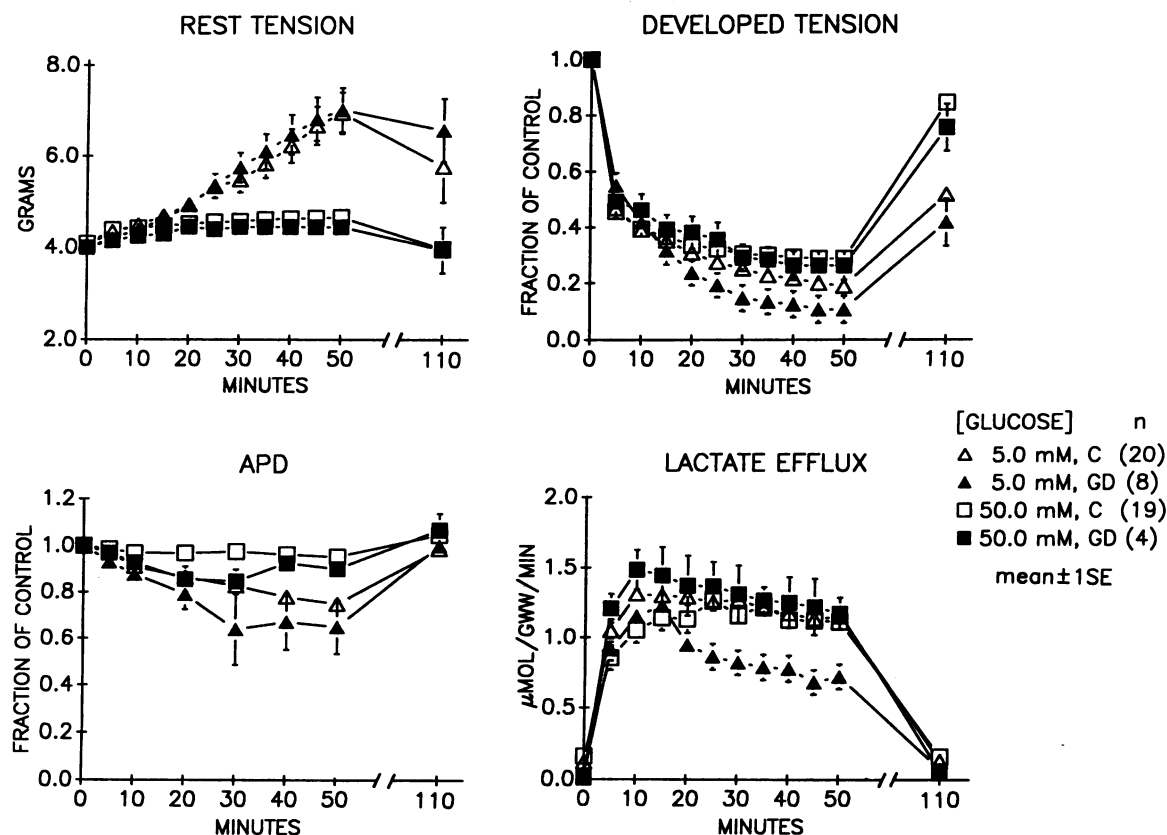 REST TENSION
8.0
6.0
4.0
2.0
GRAMS
0 10 20 30 40 50 110
MINUTES
DEVELOPED TENSION
1.0
0.8
0.6
0.4
0.2
0.0
FRACTION OF CONTROL
0 10 20 30 40 50 110
MINUTES
[GLUCOSE] n
5.0 mM, C (20)
5.0 mM, GD (8)
50.0 mM, C (19)
50.0 mM, GD (4)
mean±1SE
APD
1.2
1.0
0.8
0.6
0.4
0.2
0.0
FRACTION OF CONTROL
0 10 20 30 40 50 110
MINUTES
LACTATE EFFLUX
2.0
1.5
1.0
0.5
0.0
μMOL/GWW/MIN
0 10 20 30 40 50 110
MINUTES